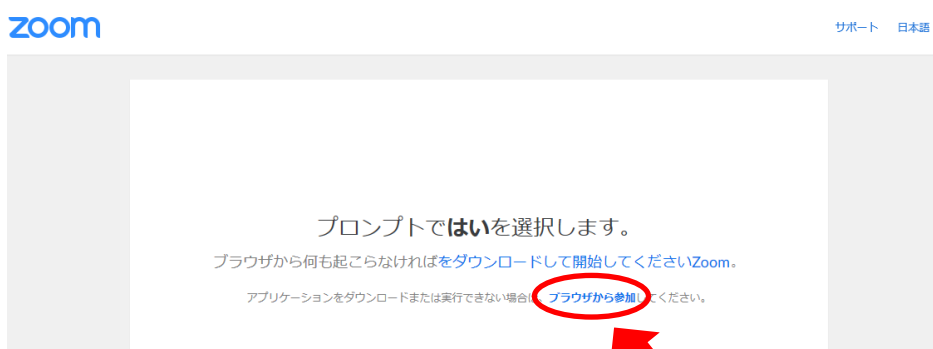 zoom
サポート 日本語
プロンプトではいを選択します。
ブラウザから何も起こらなければをダウンロードして開始してくださいZoom。
アプリケーションをダウンロードまたは実行できない場合は、ブラウザから参加してください。